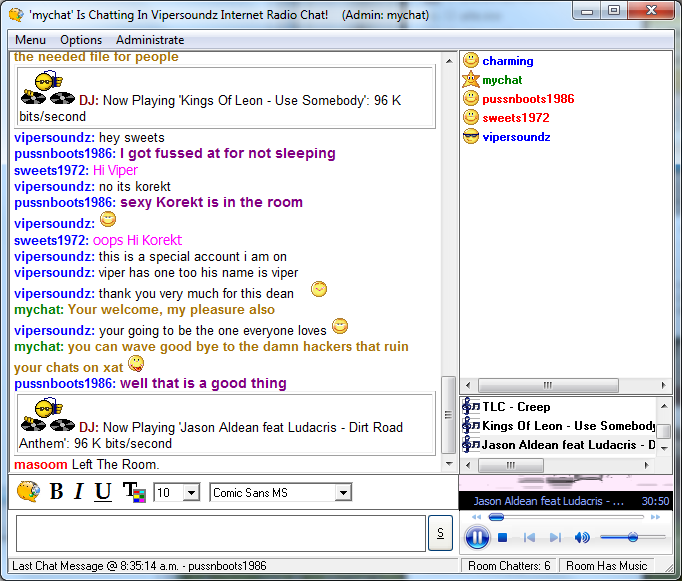 'mychat' Is Chatting In Vipersoundz Internet Radio Chat! (Admin: mychat)
Menu Options Administrate
the needed file for people
DJ: Now Playing 'Kings Of Leon - Use Somebody': 96 K
bits/second
vipersoundz: hey sweets
pussnboots1986: I got fussed at for not sleeping
sweets1972: Hi Viper
vipersoundz: no its korekt
pussnboots1986: sexy Korekt is in the room
vipersoundz:
sweets1972: oops Hi Korekt
vipersoundz: this is a special account i am on
vipersoundz: viper has one too his name is viper
vipersoundz: thank you very much for this dean
mychat: Your welcome, my pleasure also
vipersoundz: your going to be the one everyone loves
mychat: you can wave good bye to the damn hackers that ruin
your chats on xat
pussnboots1986: well that is a good thing
DJ: Now Playing 'Jason Aldean feat Ludacris - Dirt Road
Anthem': 96 K bits/second
masoom Left The Room.
charming
mychat
pussnboots1986
sweets1972
vipersoundz
TLC - Creep
Kings Of Leon - Use Somebody
Jason Aldean feat Ludacris - D
B I U T 10 Comic Sans MS
Jason Aldean feat Ludacris - ... 30:50
S
Last Chat Message @ 8:35:14 a.m. - pussnboots1986
Room Chatters: 6 Room Has Music